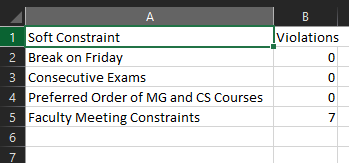 A B
1 Soft Constraint Violations
2 Break on Friday 0
3 Consecutive Exams 0
4 Preferred Order of MG and CS Courses 0
5 Faculty Meeting Constraints 7
6
7